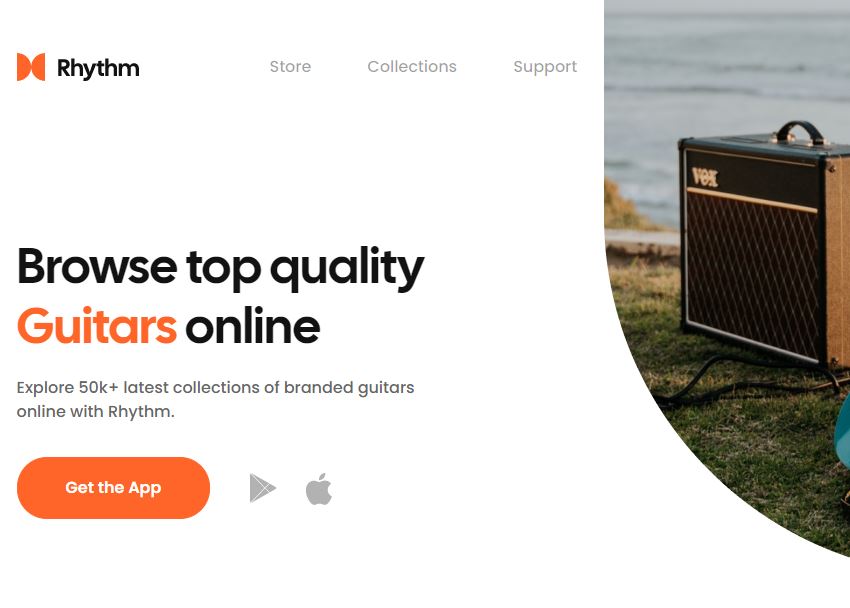 Rhythm
Store Collections Support
VOX
Browse top quality
Guitars online
Explore 50k+ latest collections of branded guitars
online with Rhythm.
Get the App